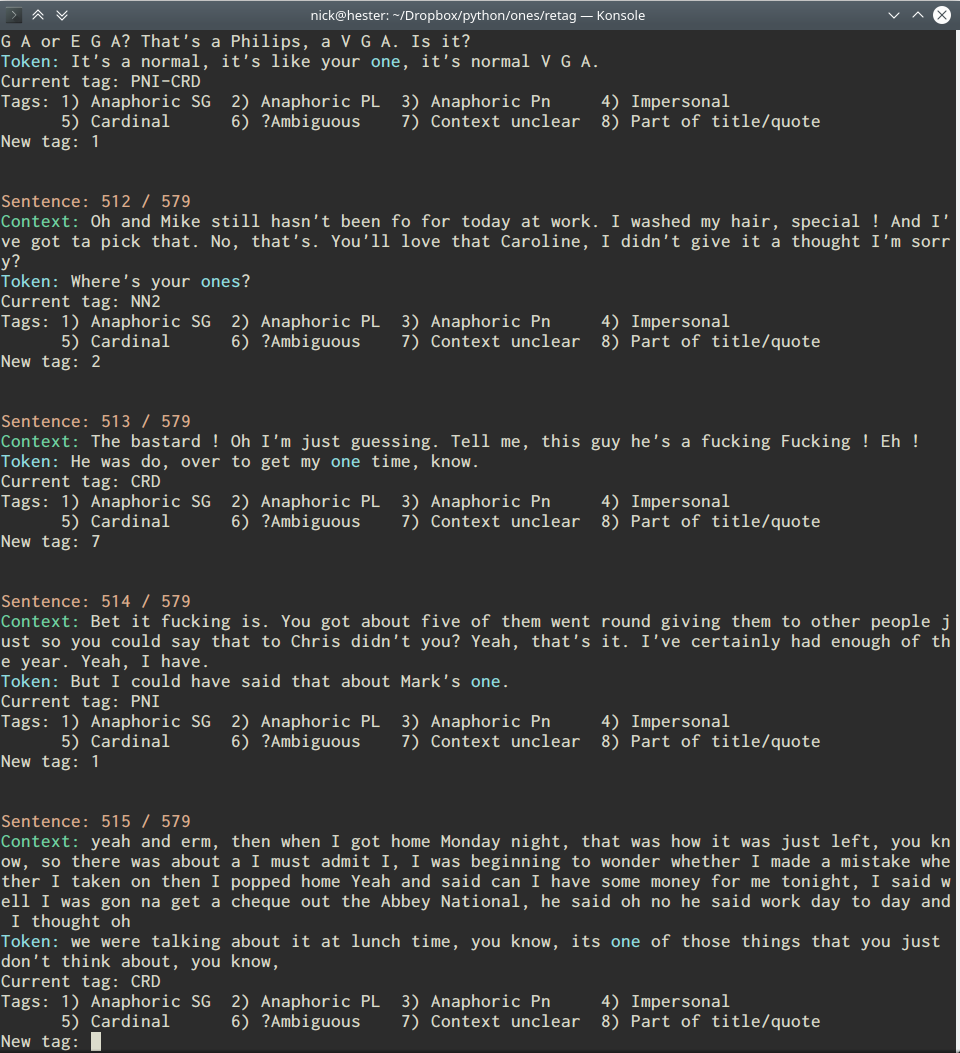 nick@hester: ~/Dropbox/python/ones/retag — Konsole
G A or E G A? That's a Philips, a V G A. Is it?
Token: It's a normal, it's like your one, it's normal V G A.
Current tag: PNI-CRD
Tags: 1) Anaphoric SG  2) Anaphoric PL  3) Anaphoric Pn     4) Impersonal
      5) Cardinal      6) ?Ambiguous    7) Context unclear  8) Part of title/quote
New tag: 1
Sentence: 512 / 579
Context: Oh and Mike still hasn't been fo for today at work. I washed my hair, special ! And I'
ve got ta pick that. No, that's. You'll love that Caroline, I didn't give it a thought I'm sorr
y?
Token: Where's your ones?
Current tag: NN2
Tags: 1) Anaphoric SG  2) Anaphoric PL  3) Anaphoric Pn     4) Impersonal
      5) Cardinal      6) ?Ambiguous    7) Context unclear  8) Part of title/quote
New tag: 2
Sentence: 513 / 579
Context: The bastard ! Oh I'm just guessing. Tell me, this guy he's a fucking Fucking ! Eh !
Token: He was do, over to get my one time, know.
Current tag: CRD
Tags: 1) Anaphoric SG  2) Anaphoric PL  3) Anaphoric Pn     4) Impersonal
      5) Cardinal      6) ?Ambiguous    7) Context unclear  8) Part of title/quote
New tag: 7
Sentence: 514 / 579
Context: Bet it fucking is. You got about five of them went round giving them to other people j
ust so you could say that to Chris didn't you? Yeah, that's it. I've certainly had enough of th
e year. Yeah, I have.
Token: But I could have said that about Mark's one.
Current tag: PNI
Tags: 1) Anaphoric SG  2) Anaphoric PL  3) Anaphoric Pn     4) Impersonal
      5) Cardinal      6) ?Ambiguous    7) Context unclear  8) Part of title/quote
New tag: 1
Sentence: 515 / 579
Context: yeah and erm, then when I got home Monday night, that was how it was just left, you kn
ow, so there was about a I must admit I, I was beginning to wonder whether I made a mistake whe
ther I taken on then I popped home Yeah and said can I have some money for me tonight, I said w
ell I was gon na get a cheque out the Abbey National, he said oh no he said work day to day and
 I thought oh
Token: we were talking about it at lunch time, you know, its one of those things that you just
don't think about, you know,
Current tag: CRD
Tags: 1) Anaphoric SG  2) Anaphoric PL  3) Anaphoric Pn     4) Impersonal
      5) Cardinal      6) ?Ambiguous    7) Context unclear  8) Part of title/quote
New tag: